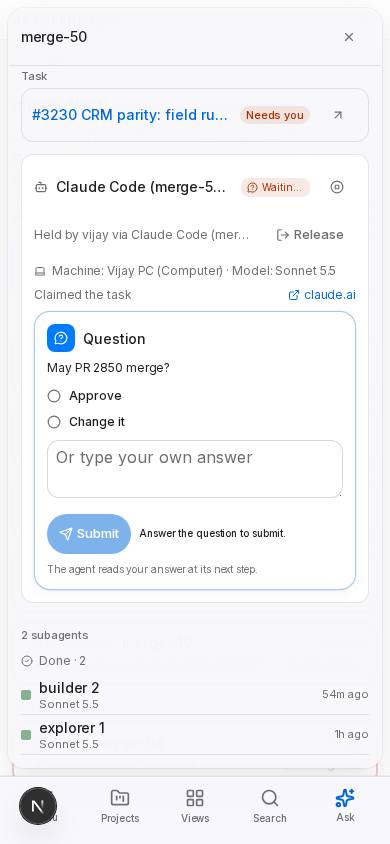 merge-50
Task
#3230 CRM parity: field ru... Needs you
Claude Code (merge-5... Waitin...
Held by vijay via Claude Code (mer... Release
Machine: Vijay PC (Computer) · Model: Sonnet 5.5
Claimed the task claude.ai
Question
May PR 2850 merge?
Approve
Change it
Or type your own answer
Submit Answer the question to submit.
The agent reads your answer at its next step.
2 subagents
Done · 2
builder 2 54m ago
Sonnet 5.5
explorer 1 1h ago
Sonnet 5.5
N
Projects Views Search Ask